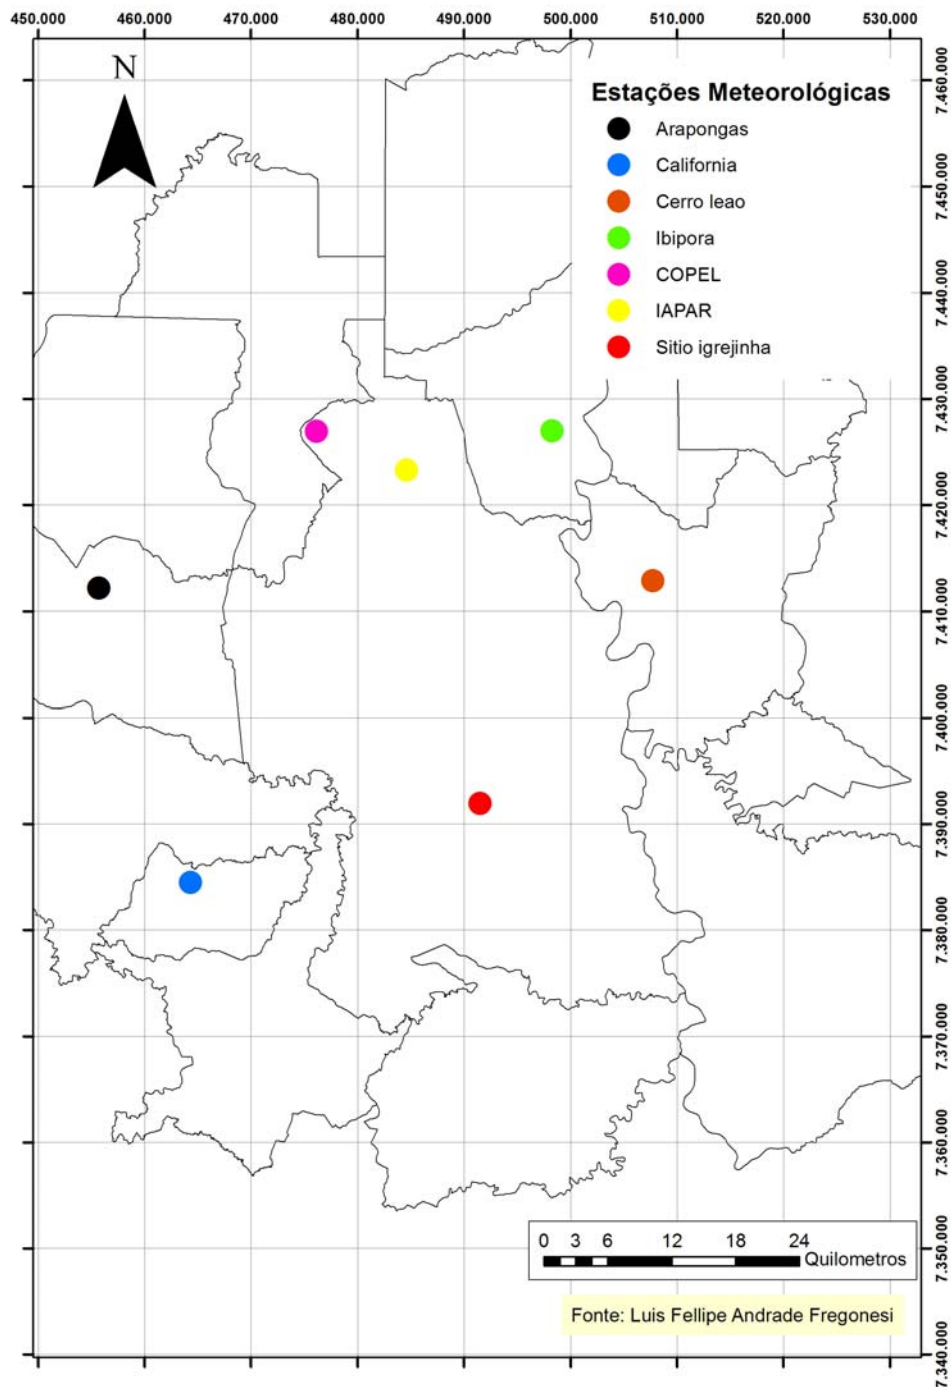 450.000 460.000 470.000 480.000 490.000 500.000 510.000 520.000 530.000
N
Estações Meteorológicas
Arapongas
California
Cerro leao
Ibipora
COPEL
IAPAR
Sitio igrejinha
7.460.000
7.450.000
7.440.000
7.430.000
7.420.000
7.410.000
7.400.000
7.390.000
7.380.000
7.370.000
7.360.000
7.350.000
7.340.000
0 3 6 12 18 24
Quilometros
Fonte: Luis Fellipe Andrade Fregonesi